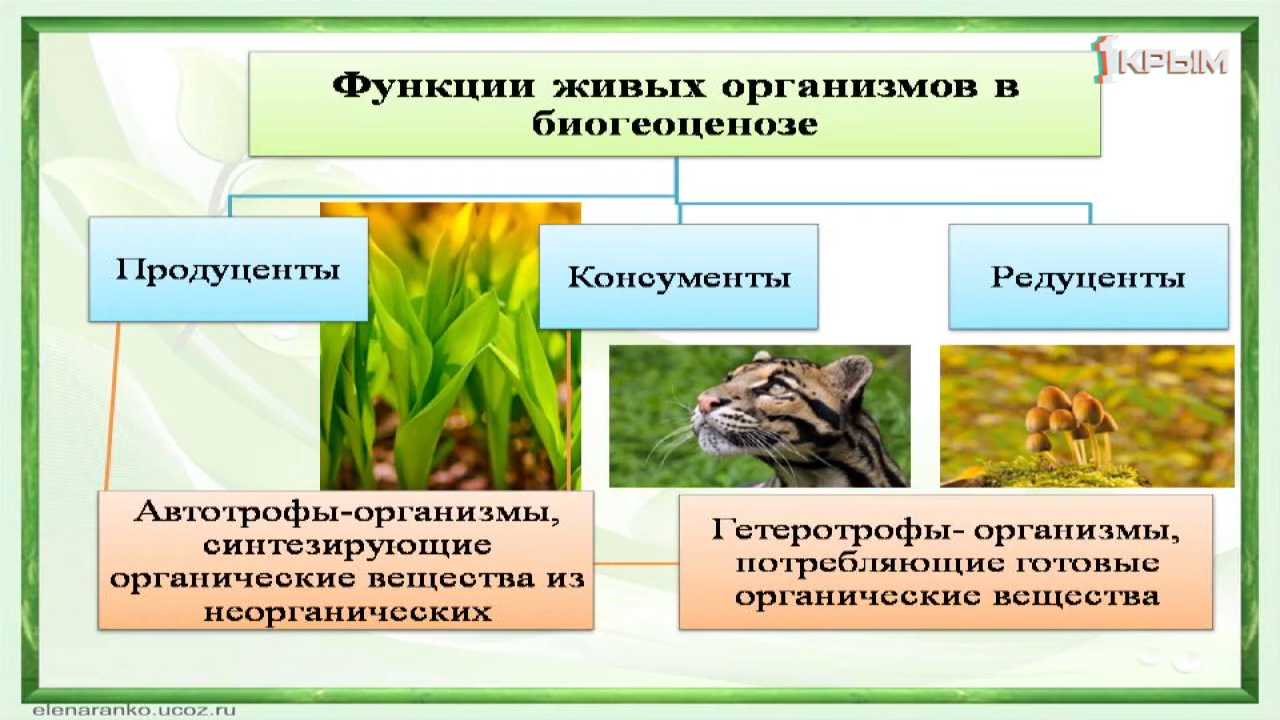 1КРЫМ
Функции живых организмов в
биогеоценозе
Продуценты
Консументы
Редуценты
Автотрофы-организмы,
синтезирующие
органические вещества из
неорганических
Гетеротрофы- организмы,
потребляющие готовые
органические вещества
elenaranko.ucoz.ru